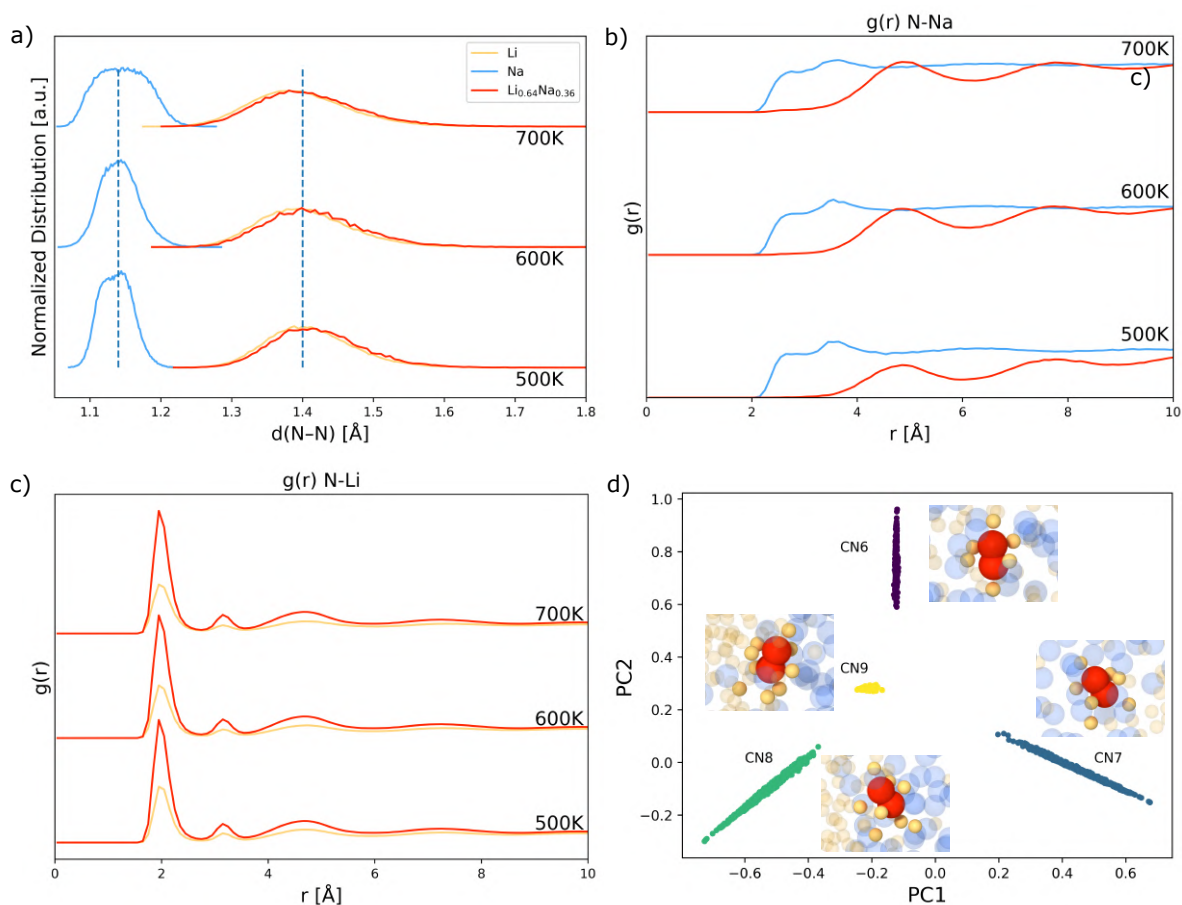 a)
Normalized Distribution [a.u.]
Li
Na
Li0.64Na0.36
700K
600K
500K
1.1 1.2 1.3 1.4 1.5 1.6 1.7 1.8
d(N–N) [Å]
b)
g(r) N-Na
g(r)
700K
c)
600K
500K
0 2 4 6 8 10
r [Å]
c)
g(r) N-Li
g(r)
700K
600K
500K
0 2 4 6 8 10
r [Å]
d)
PC2
1.0
0.8
0.6
0.4
0.2
0.0
−0.2
CN6
CN9
CN8
CN7
−0.6 −0.4 −0.2 0.0 0.2 0.4 0.6
PC1